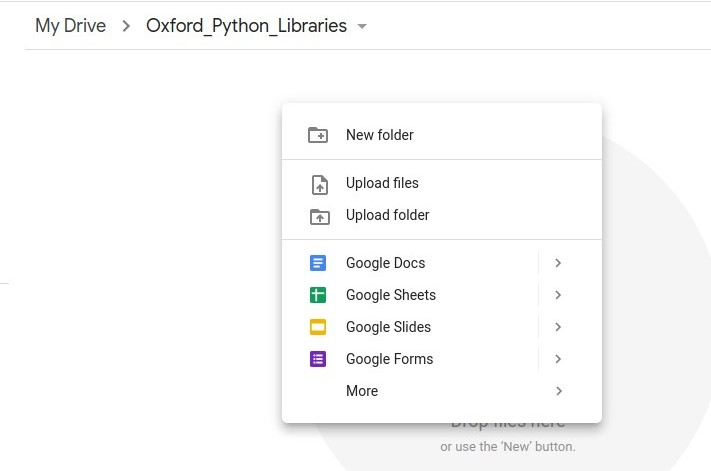 My Drive > Oxford_Python_Libraries
New folder
Upload files
Upload folder
Google Docs
Google Sheets
Google Slides
Google Forms
More
Drop files here
or use the ‘New’ button.